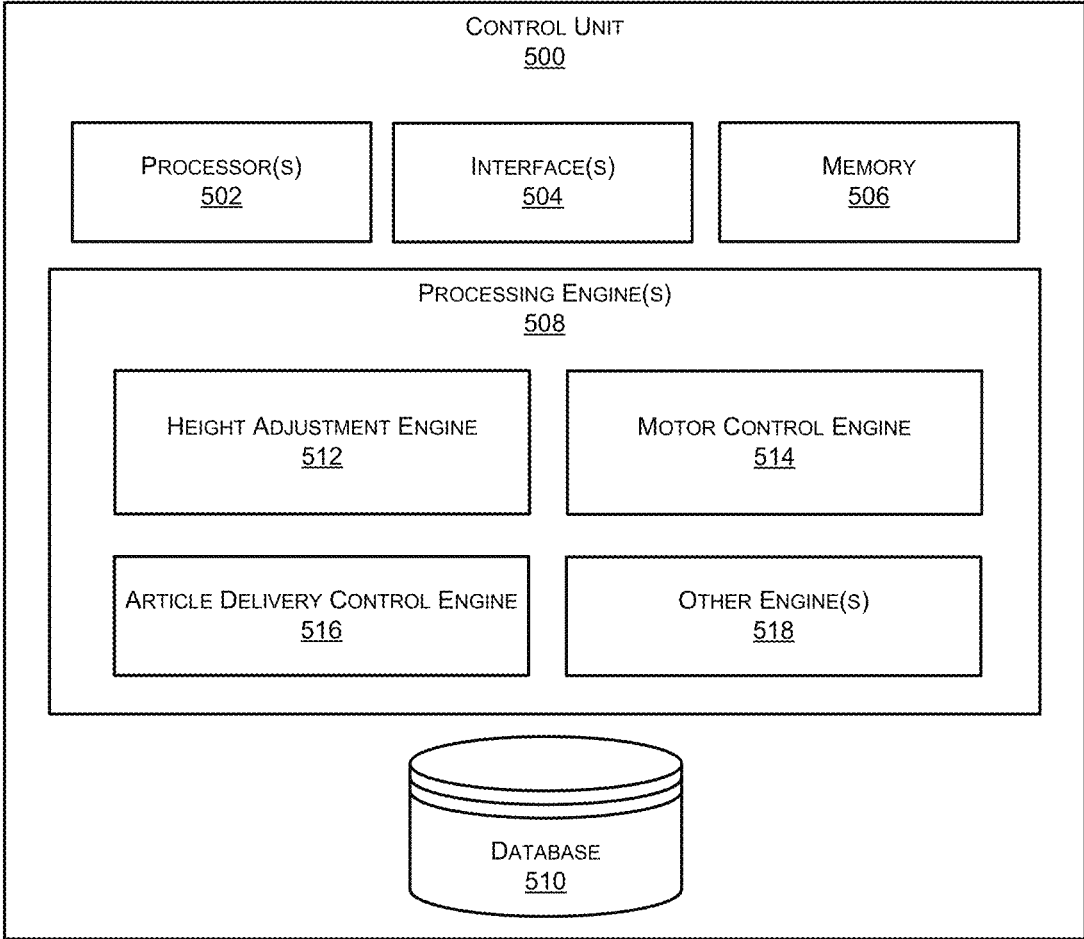 CONTROL UNIT
500
PROCESSOR(S)
502
INTERFACE(S)
504
MEMORY
506
PROCESSING ENGINE(S)
508
HEIGHT ADJUSTMENT ENGINE
512
MOTOR CONTROL ENGINE
514
ARTICLE DELIVERY CONTROL ENGINE
516
OTHER ENGINE(S)
518
DATABASE
510